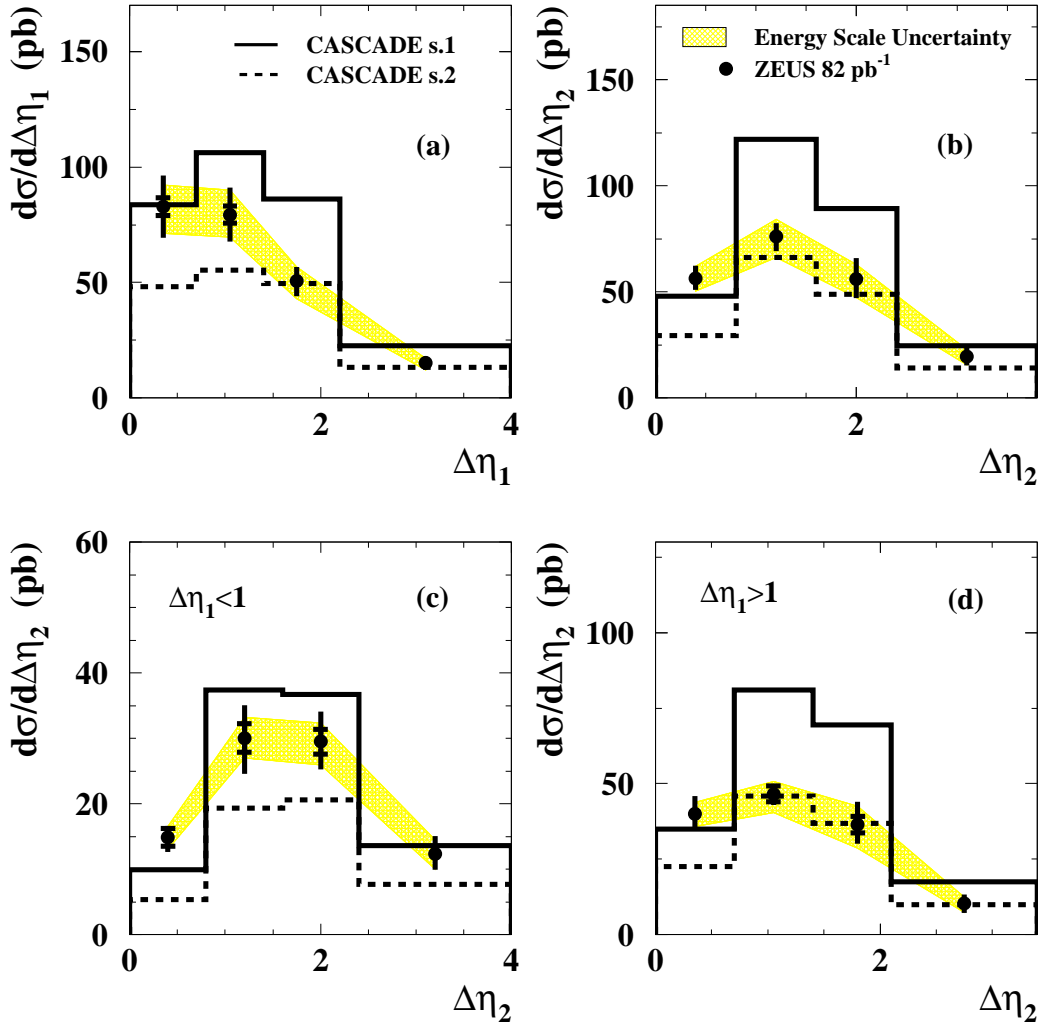 dσ/dΔη₁ (pb)
150
100
50
0
0 2 4
Δη₁
CASCADE s.1
CASCADE s.2
(a)
dσ/dΔη₂ (pb)
150
100
50
0
0 2
Δη₂
Energy Scale Uncertainty
ZEUS 82 pb⁻¹
(b)
dσ/dΔη₂ (pb)
60
40
20
0
0 2 4
Δη₂
Δη₁<1
(c)
dσ/dΔη₂ (pb)
100
50
0
0 2
Δη₂
Δη₁>1
(d)